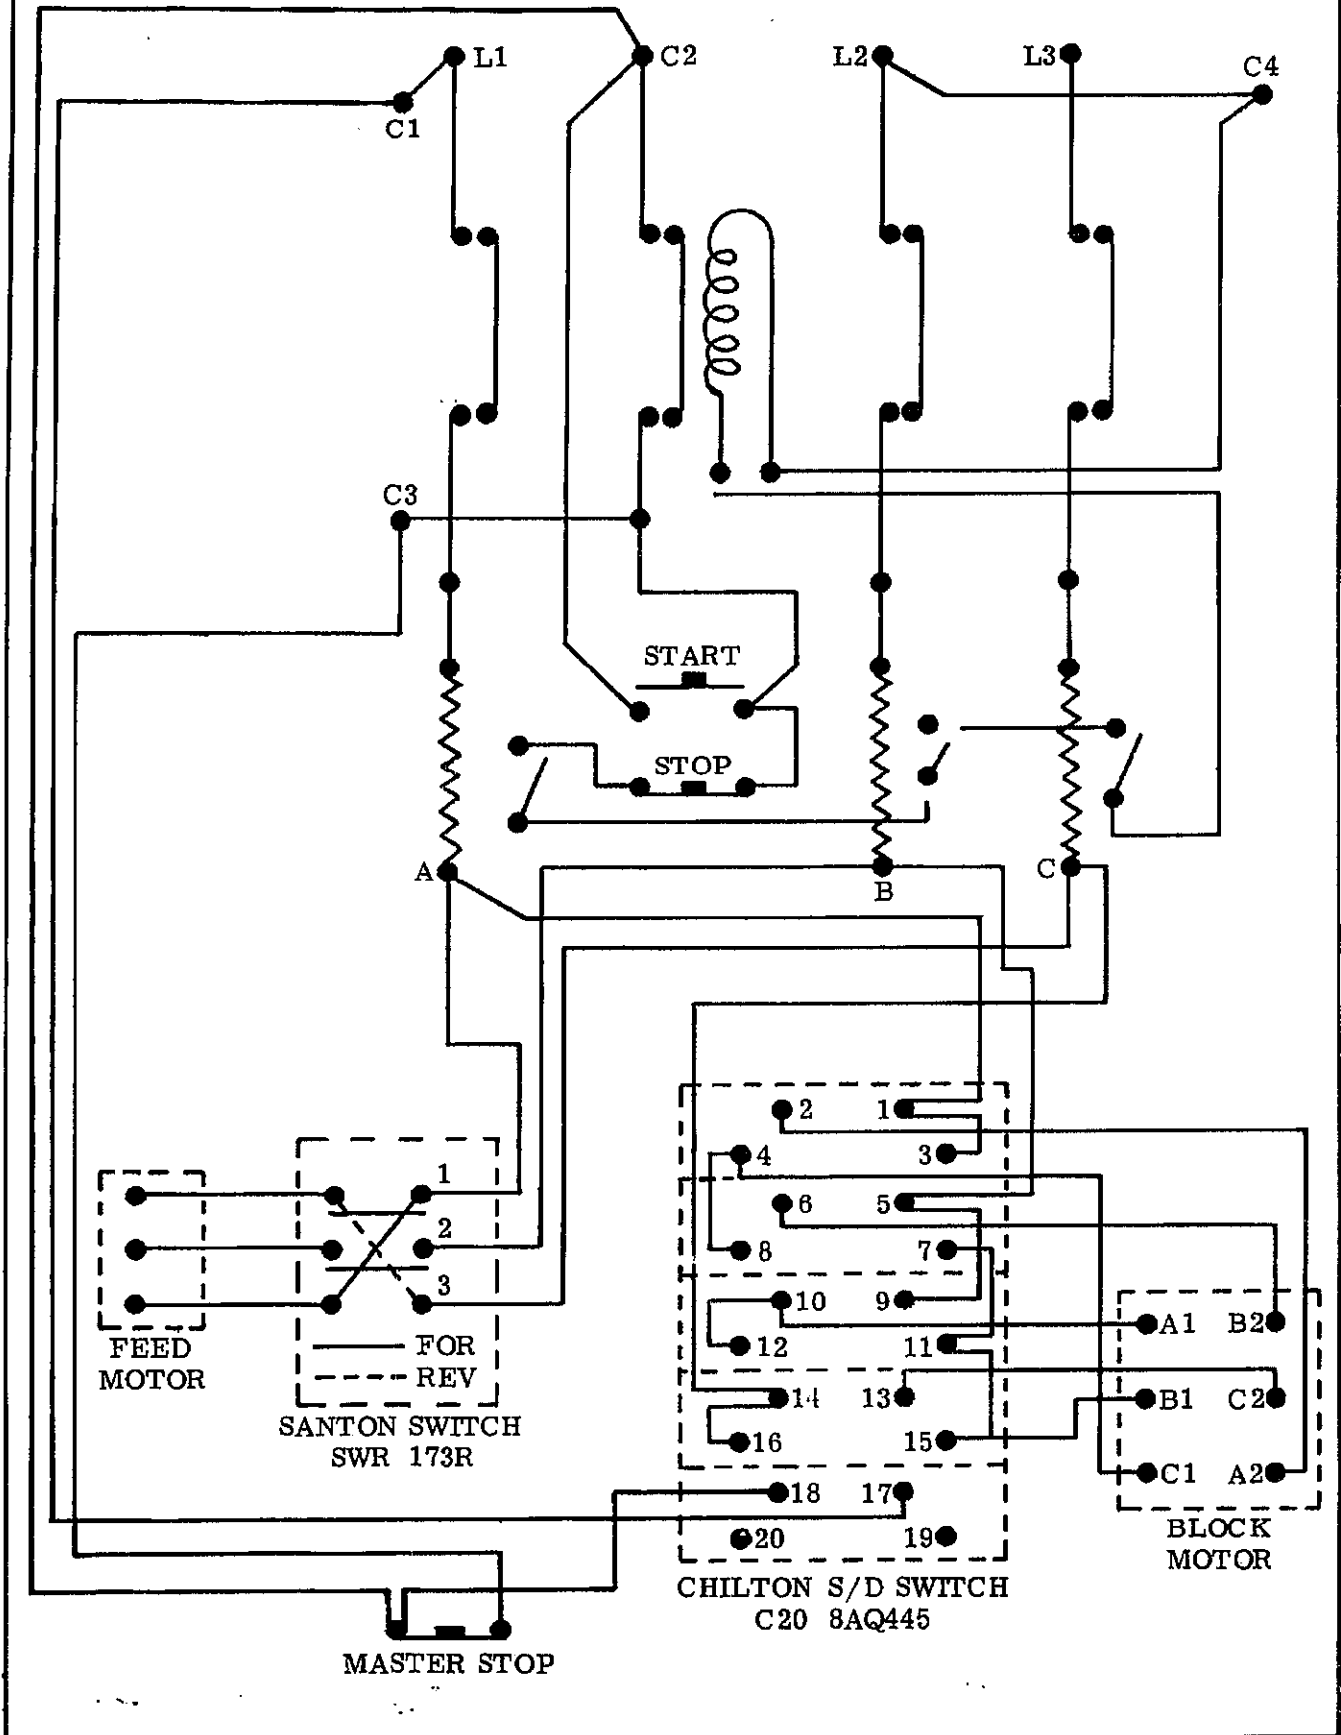 L1
C2
L2
L3
C4
C1
C3
START
STOP
A
B
C
2
1
4
3
6
5
8
7
10
9
12
11
14
13
16
15
18
17
20
19
1
2
3
FOR
REV
FEED
MOTOR
SANTON SWITCH
SWR 173R
A1
B2
B1
C2
C1
A2
BLOCK
MOTOR
CHILTON S/D SWITCH
C20 8AQ445
MASTER STOP